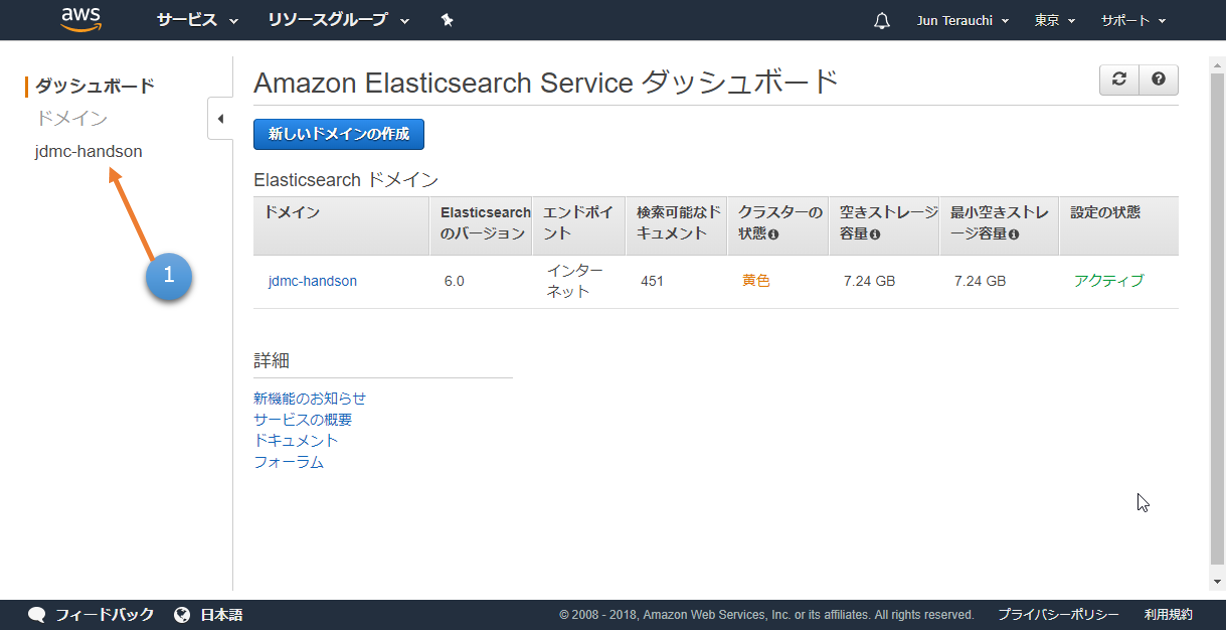 aws サービス リソースグループ Jun Terauchi 東京 サポート
ダッシュボード
ドメイン
jdmc-handson
1
Amazon Elasticsearch Service ダッシュボード
新しいドメインの作成
Elasticsearch ドメイン
ドメイン
Elasticsearch
のバージョン
エンドポイ
ント
検索可能なド
キュメント
クラスターの
状態
空きストレージ
容量
最小空きストレ
ージ容量
設定の状態
jdmc-handson
6.0
インター
ネット
451
黄色
7.24 GB
7.24 GB
アクティブ
詳細
新機能のお知らせ
サービスの概要
ドキュメント
フォーラム
フィードバック 日本語 © 2008 - 2018, Amazon Web Services, Inc. or its affiliates. All rights reserved. プライバシーポリシー 利用規約